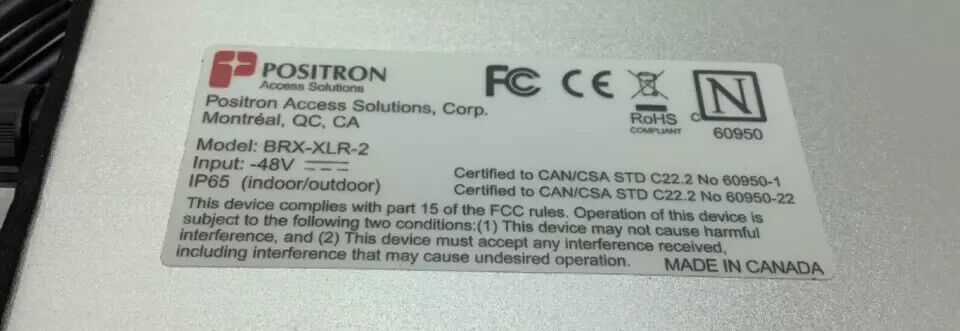 POSITRON
Access Solutions
FC CE
RoHS
COMPLIANT
C N
60950
Positron Access Solutions, Corp.
Montréal, QC, CA
Model: BRX-XLR-2
Input: -48V
IP65 (indoor/outdoor)
Certified to CAN/CSA STD C22.2 No 60950-1
Certified to CAN/CSA STD C22.2 No 60950-22
This device complies with part 15 of the FCC rules. Operation of this device is
subject to the following two conditions:(1) This device may not cause harmful
interference, and (2) This device must accept any interference received,
including interference that may cause undesired operation.
MADE IN CANADA